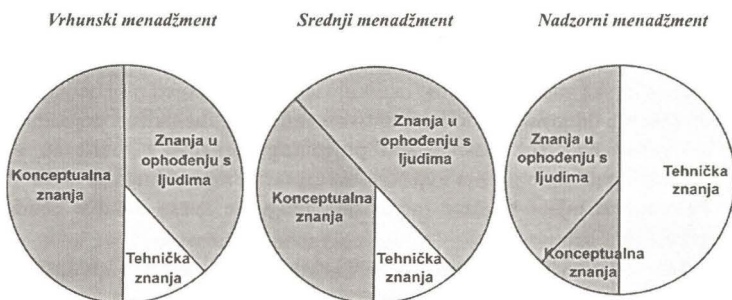 Vrhunski menadžment
Srednji menadžment
Nadzorni menadžment
Konceptualna
znanja
Znanja u
ophođenju s
ljudima
Tehnička
znanja
Znanja u
ophođenju s
ljudima
Konceptualna
znanja
Tehnička
znanja
Znanja u
ophođenju s
ljudima
Tehnička
znanja
Konceptualna
znanja